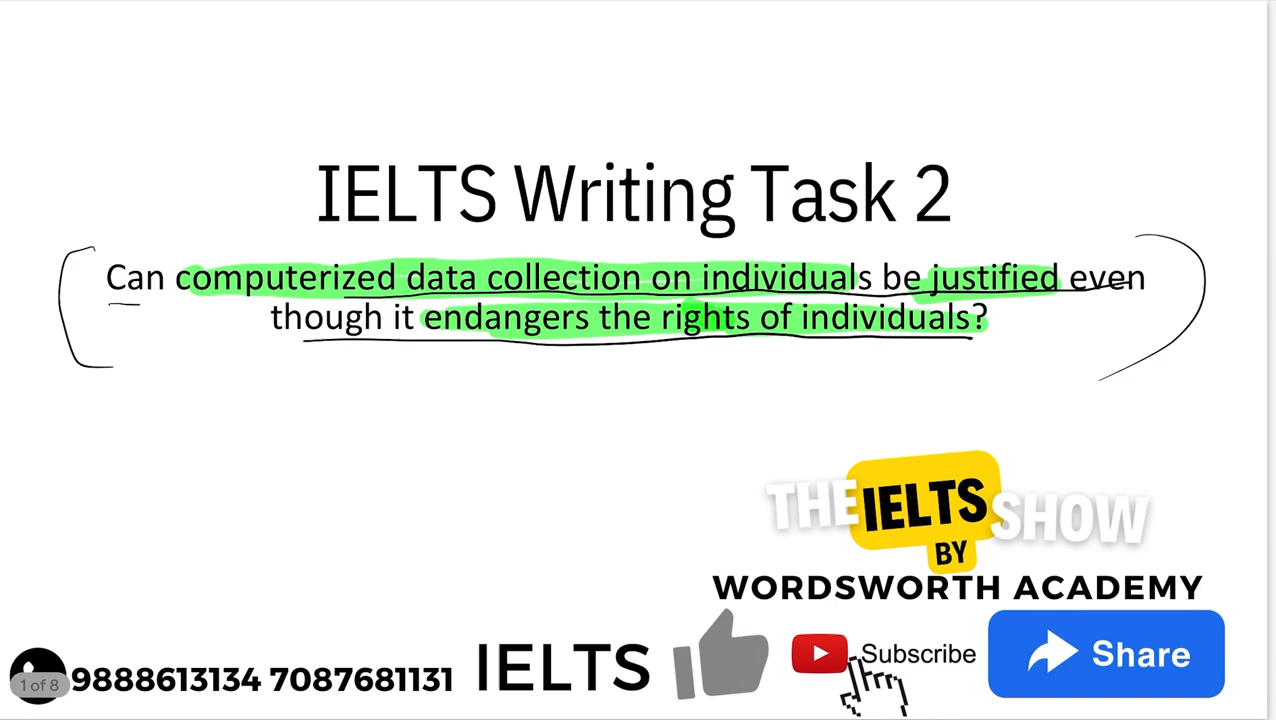 IELTS Writing Task 2
Can computerized data collection on individuals be justified even
though it endangers the rights of individuals?
THE IELTS SHOW
BY
WORDSWORTH ACADEMY
1 of 8
9888613134 7087681131
IELTS
Subscribe
Share